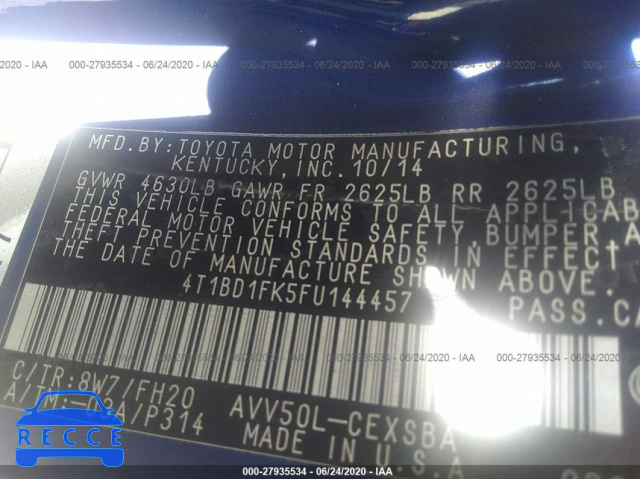 000-27935534 - 06/24/2020 - IAA
000-27935534 - 06/24/2020 - IAA
MFD. BY: TOYOTA MOTOR MANUFACTURING,
KENTUCKY, INC. 10/14
GVWR 4630LB GAWR FR 2625LB RR 2625LB
THIS VEHICLE CONFORMS TO ALL APPLICAB
FEDERAL MOTOR VEHICLE SAFETY, BUMPER, A
THEFT PREVENTION STANDARDS IN EFFECT
THE DATE OF MANUFACTURE SHOWN ABOVE.
4T1BD1FK5FU144457
PASS. CA
C/TR: 8W7/FH20
A/TM: /P314
AVV50L-CEXSBA
MADE IN U.S.A
000-27935534 - 06/24/2020 - IAA